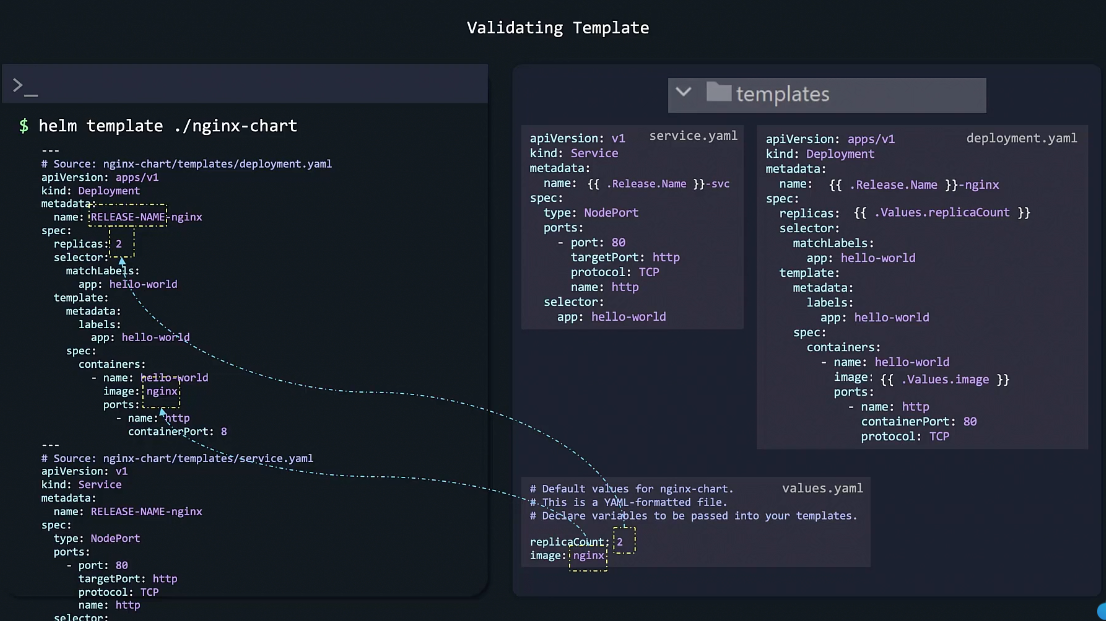 Validating Template
>_
$ helm template ./nginx-chart
---
# Source: nginx-chart/templates/deployment.yaml
apiVersion: apps/v1
kind: Deployment
metadata:
  name: RELEASE-NAME-nginx
spec:
  replicas: 2
  selector:
    matchLabels:
      app: hello-world
  template:
    metadata:
      labels:
        app: hello-world
    spec:
      containers:
        - name: hello-world
          image: nginx
          ports:
            - name: http
              containerPort: 8
---
# Source: nginx-chart/templates/service.yaml
apiVersion: v1
kind: Service
metadata:
  name: RELEASE-NAME-nginx
spec:
  type: NodePort
  ports:
    - port: 80
      targetPort: http
      protocol: TCP
      name: http
  selector:
templates
service.yaml
apiVersion: v1
kind: Service
metadata:
  name: {{ .Release.Name }}-svc
spec:
  type: NodePort
  ports:
    - port: 80
      targetPort: http
      protocol: TCP
      name: http
  selector:
    app: hello-world
deployment.yaml
apiVersion: apps/v1
kind: Deployment
metadata:
  name: {{ .Release.Name }}-nginx
spec:
  replicas: {{ .Values.replicaCount }}
  selector:
    matchLabels:
      app: hello-world
  template:
    metadata:
      labels:
        app: hello-world
    spec:
      containers:
        - name: hello-world
          image: {{ .Values.image }}
          ports:
            - name: http
              containerPort: 80
              protocol: TCP
values.yaml
# Default values for nginx-chart.
# This is a YAML-formatted file.
# Declare variables to be passed into your templates.
replicaCount: 2
image: nginx